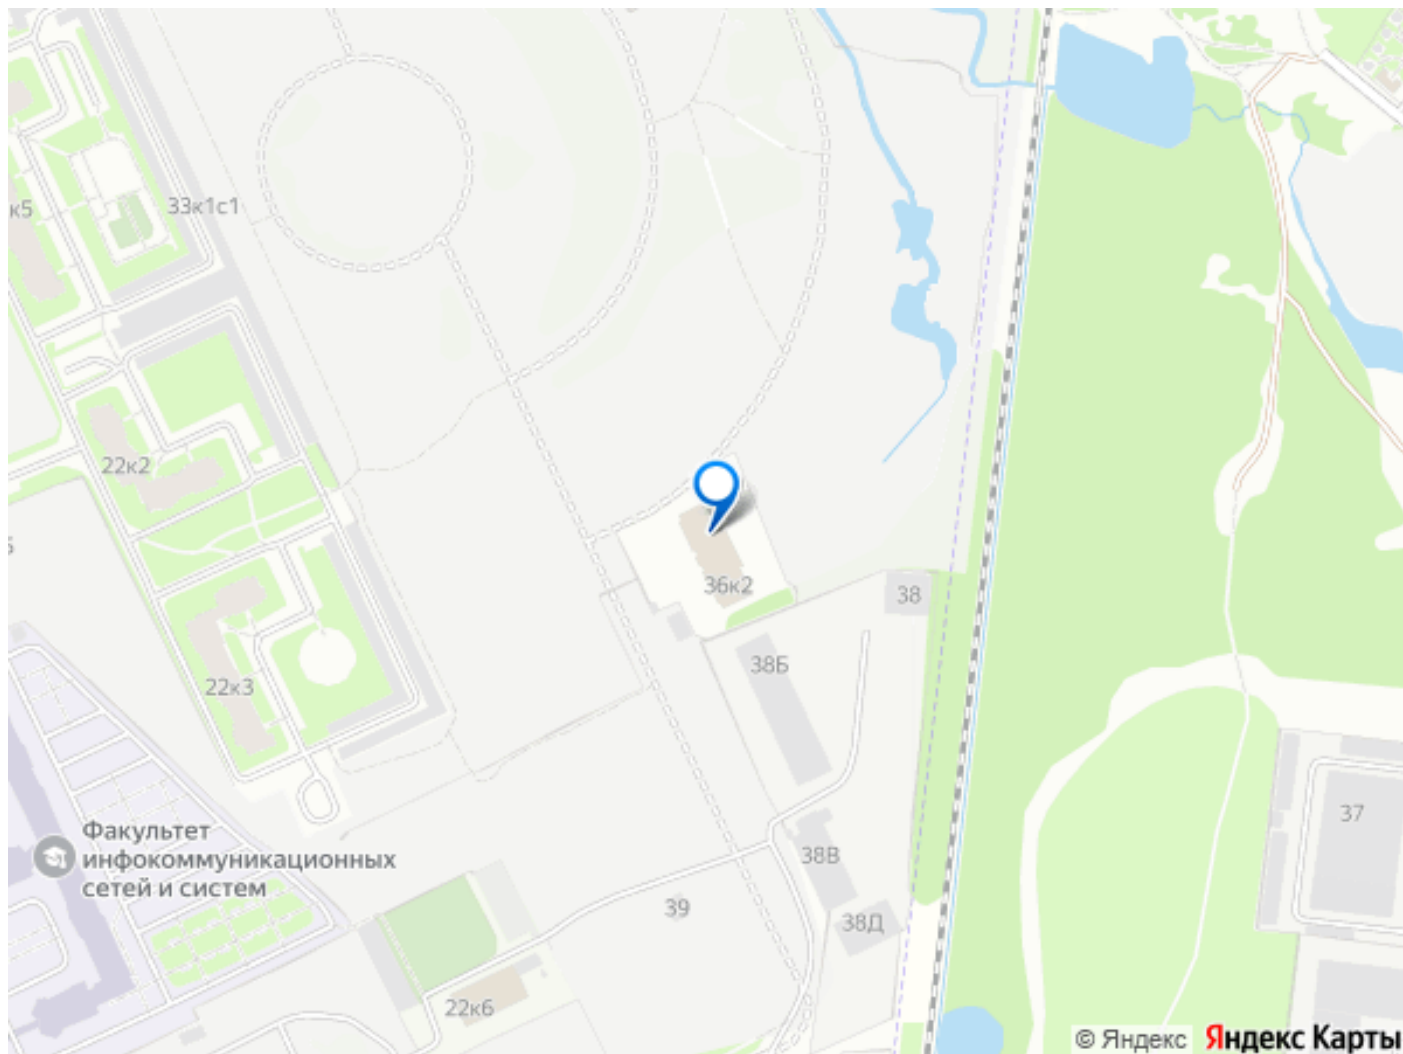 к5
33к1с1
22к2
36к2
38
38Б
22к3
37
Факультет
инфокоммуникационных
сетей и систем
38В
39
38Д
22к6
© Яндекс
Яндекс Карты